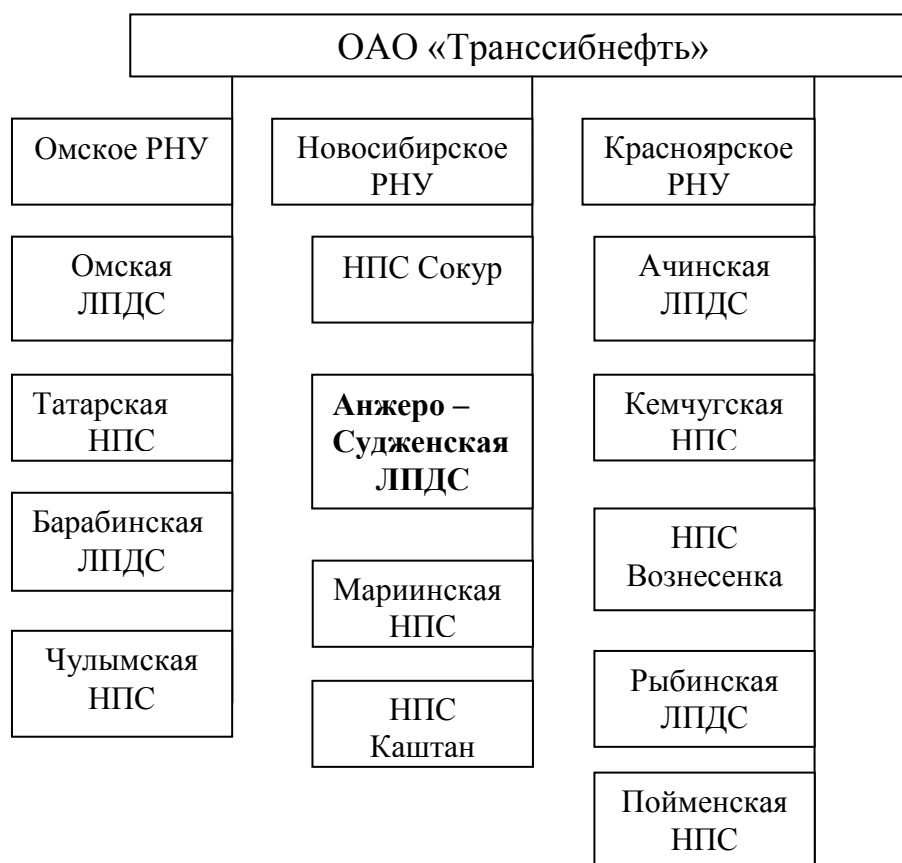 ОАО «Транссибнефть»
Омское РНУ
Омская
ЛПДС
Татарская
НПС
Барабинская
ЛПДС
Чулымская
НПС
Новосибирское
РНУ
НПС Сокур
Анжеро –
Судженская
ЛПДС
Мариинская
НПС
НПС
Каштан
Красноярское
РНУ
Ачинская
ЛПДС
Кемчугская
НПС
НПС
Вознесенка
Рыбинская
ЛПДС
Пойменская
НПС